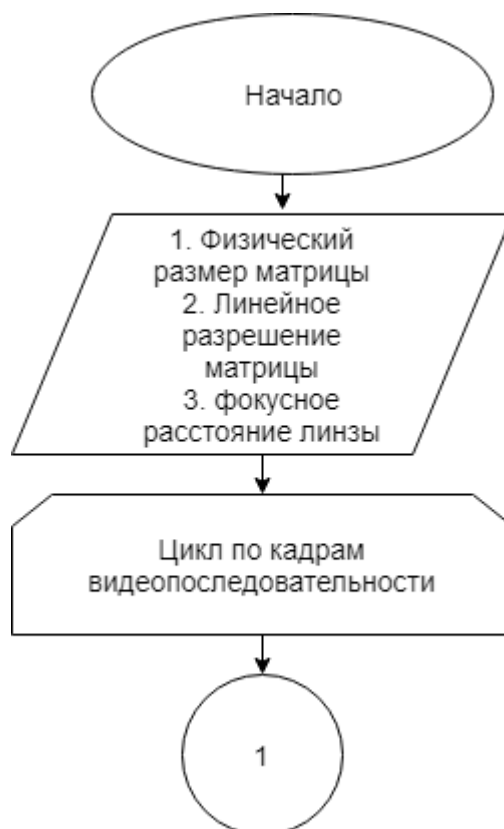 Начало
1. Физический
размер матрицы
2. Линейное
разрешение
матрицы
3. фокусное
расстояние линзы
Цикл по кадрам
видеопоследовательности
1